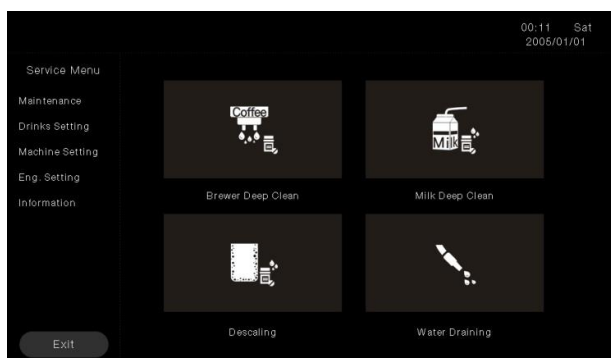 00:11 Sat
2005/01/01
Service Menu
Maintenance
Drinks Setting
Machine Setting
Eng. Setting
Information
Exit
Coffee
Brewer Deep Clean
Milk
Milk Deep Clean
Descaling
Water Draining